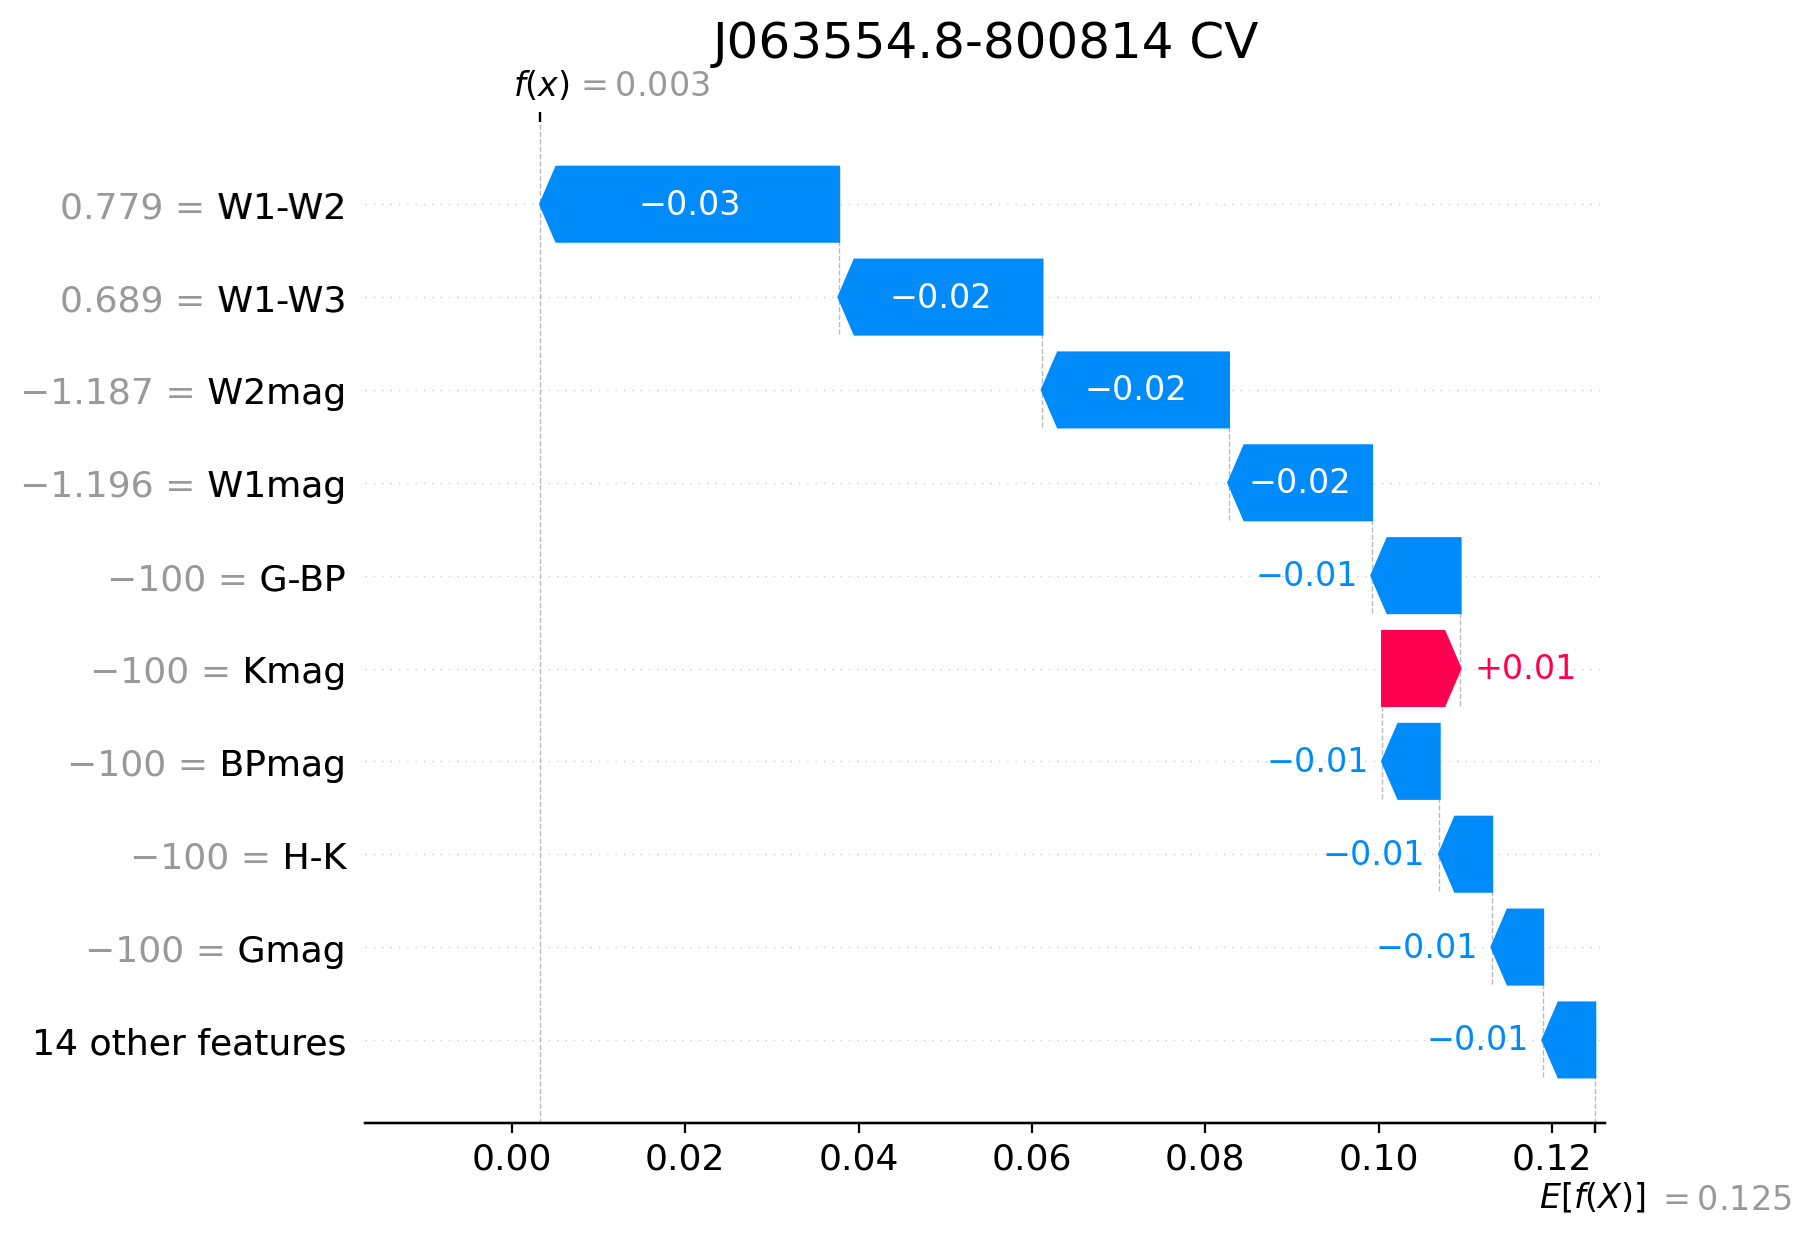 J063554.8-800814 CV
f(x) = 0.003
0.779 = W1-W2
−0.03
0.689 = W1-W3
−0.02
−1.187 = W2mag
−0.02
−1.196 = W1mag
−0.02
−100 = G-BP
−0.01
−100 = Kmag
+0.01
−100 = BPmag
−0.01
−100 = H-K
−0.01
−100 = Gmag
−0.01
14 other features
−0.01
0.00 0.02 0.04 0.06 0.08 0.10 0.12
E[f(X)] = 0.125